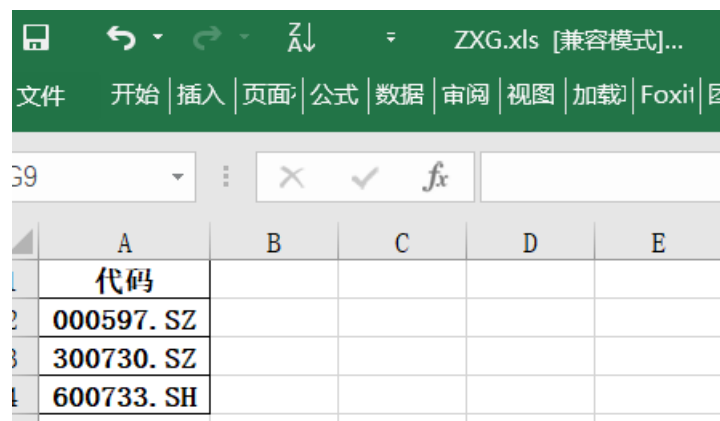 ZXG.xls [兼容模式]...
文件 开始 插入 页面 公式 数据 审阅 视图 加载 Foxit
G9 fx
A B C D E
1 代码
2 000597.SZ
3 300730.SZ
4 600733.SH